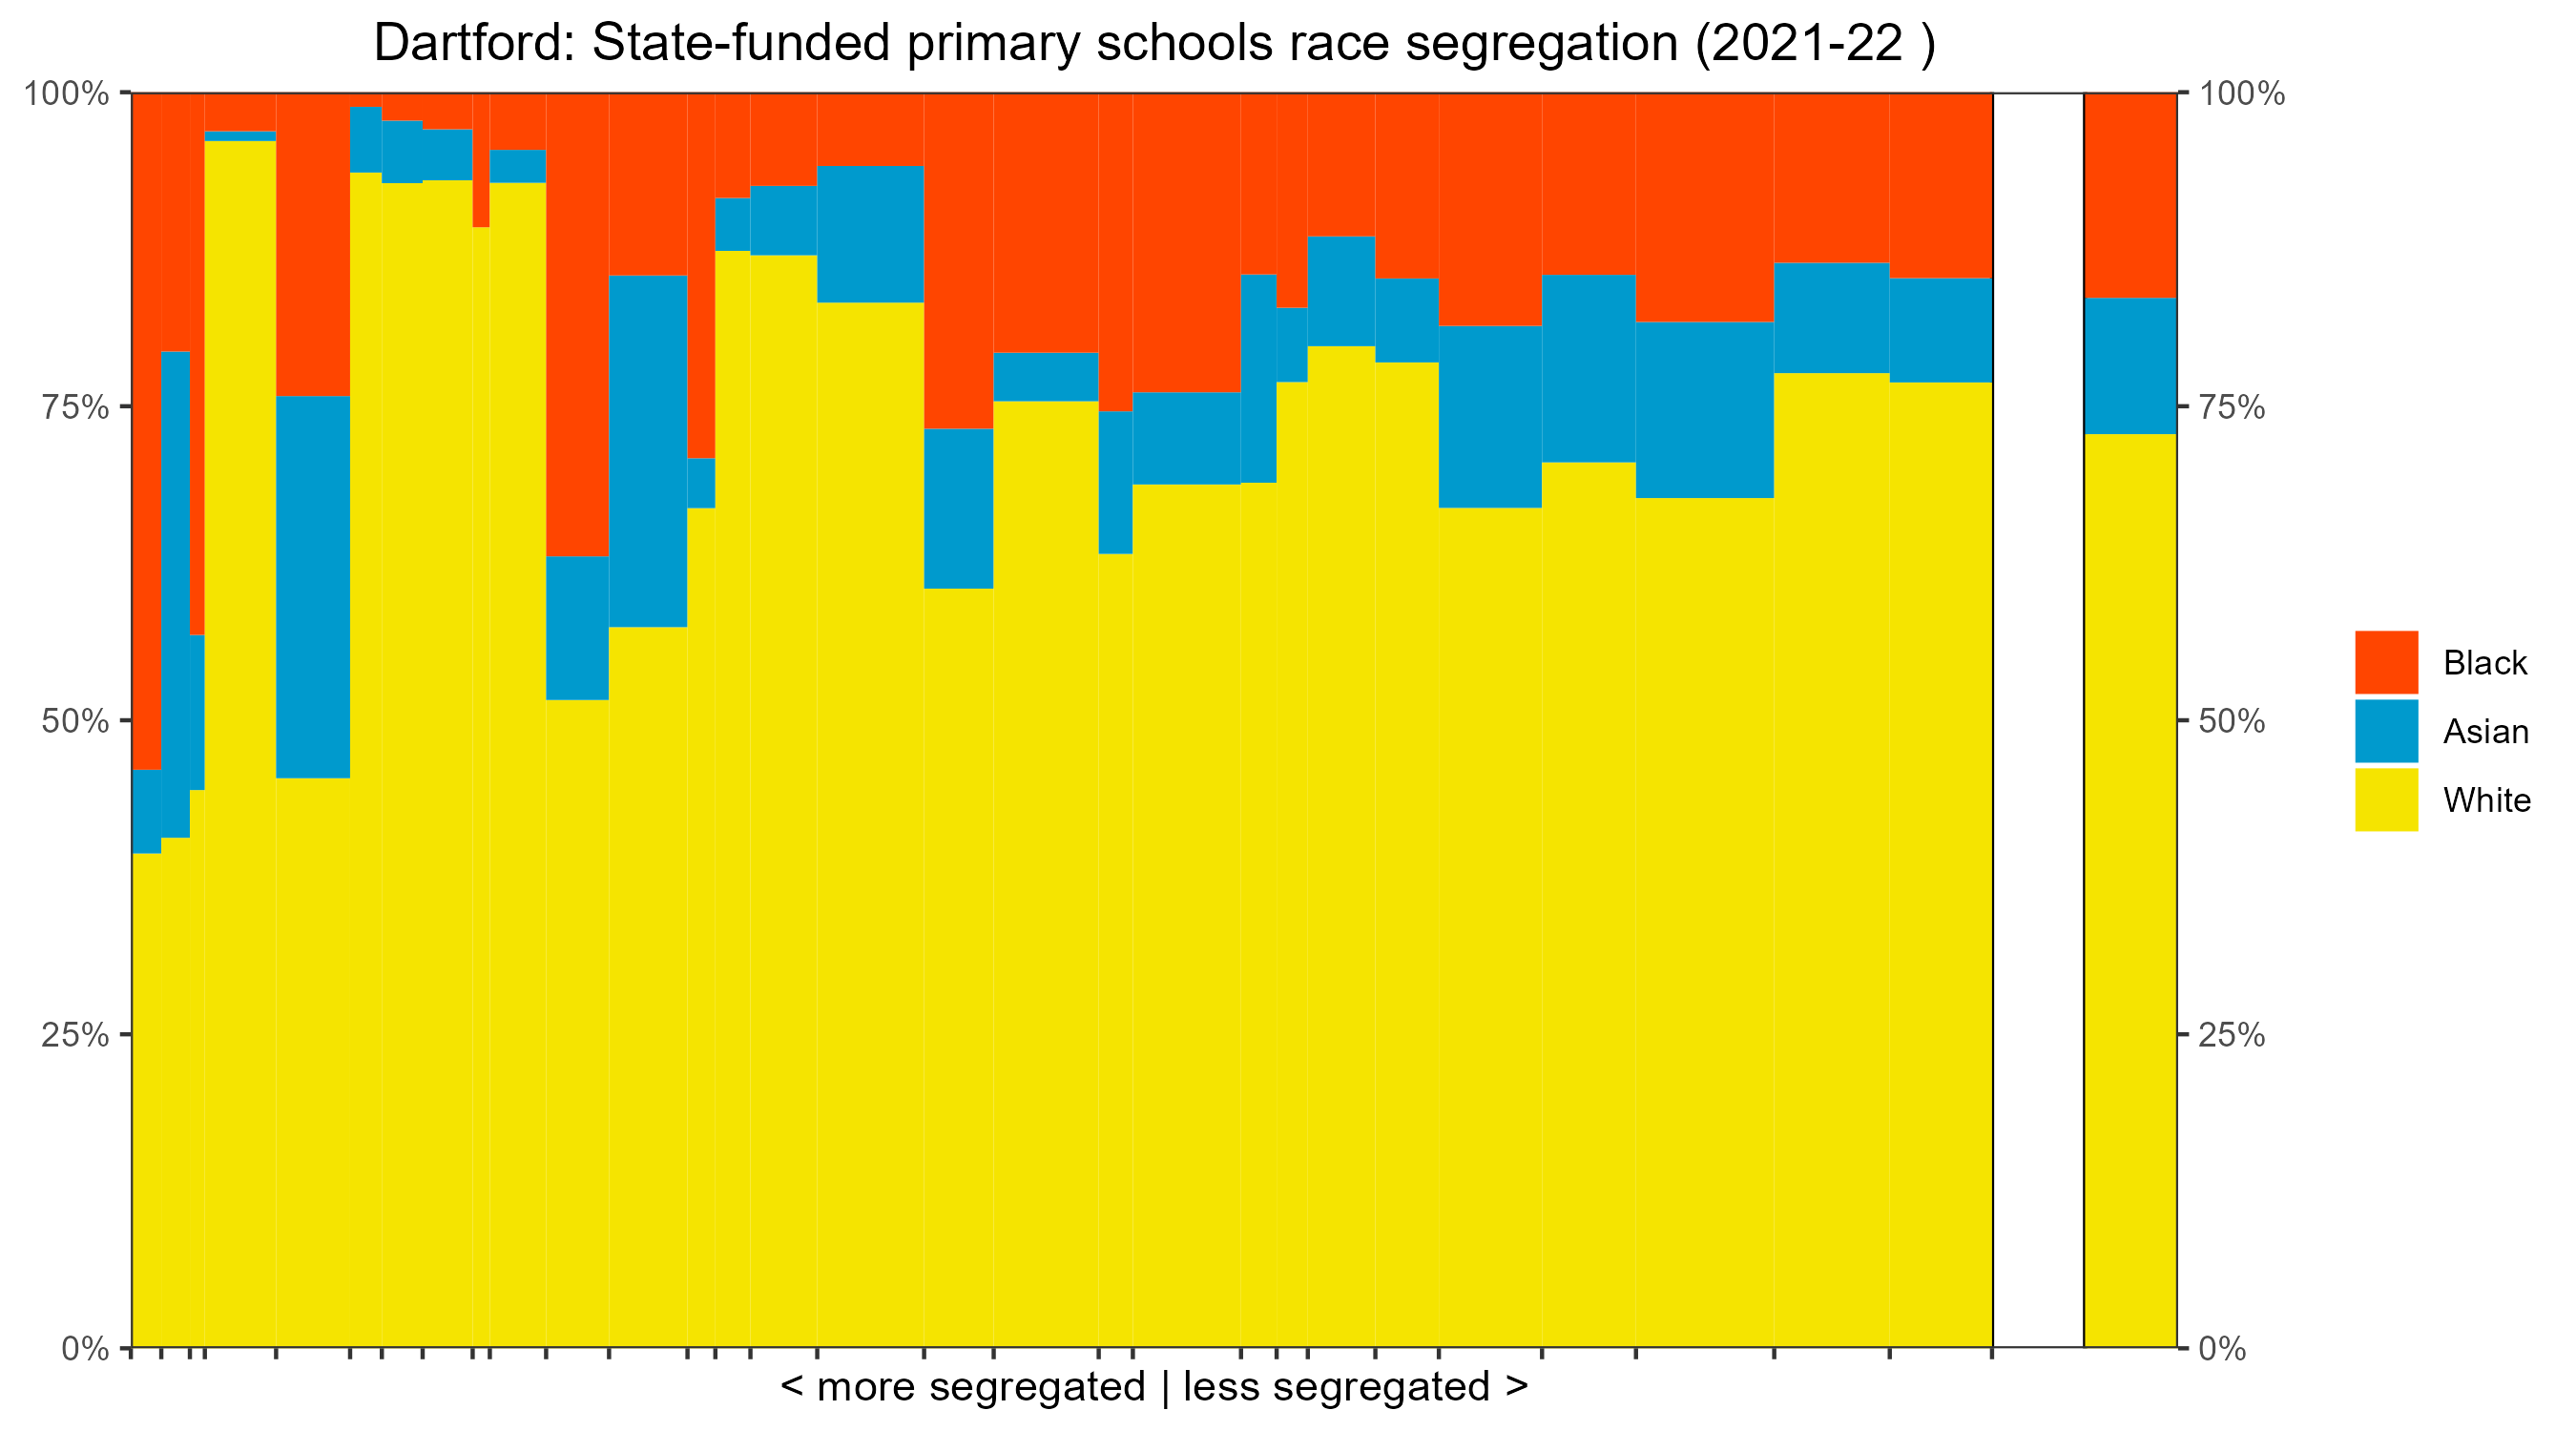 Dartford: State-funded primary schools race segregation (2021-22 )
100%
75%
50%
25%
0%
100%
75%
50%
25%
0%
< more segregated | less segregated >
Black
Asian
White